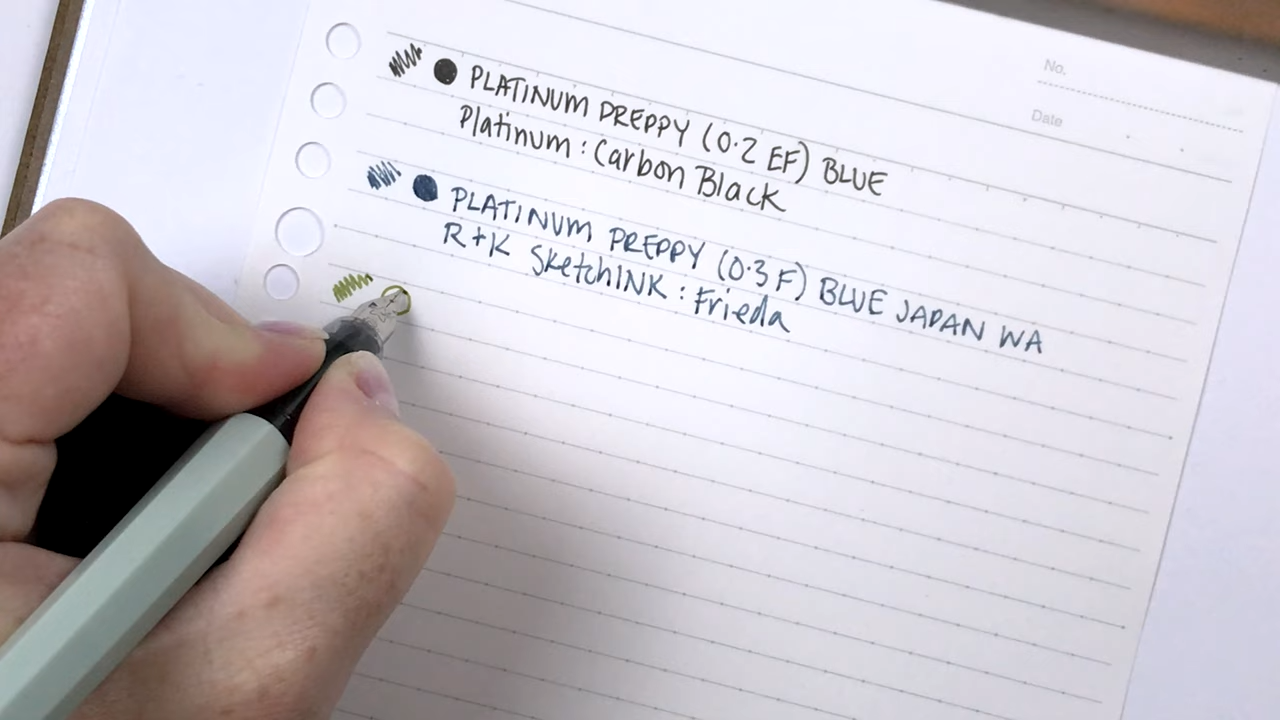 No.
Date
PLATINUM PREPPY (0.2 EF) BLUE
Platinum: Carbon Black
PLATINUM PREPPY (0.3 F) BLUE JAPAN WA
R+K SketchINK: Frieda